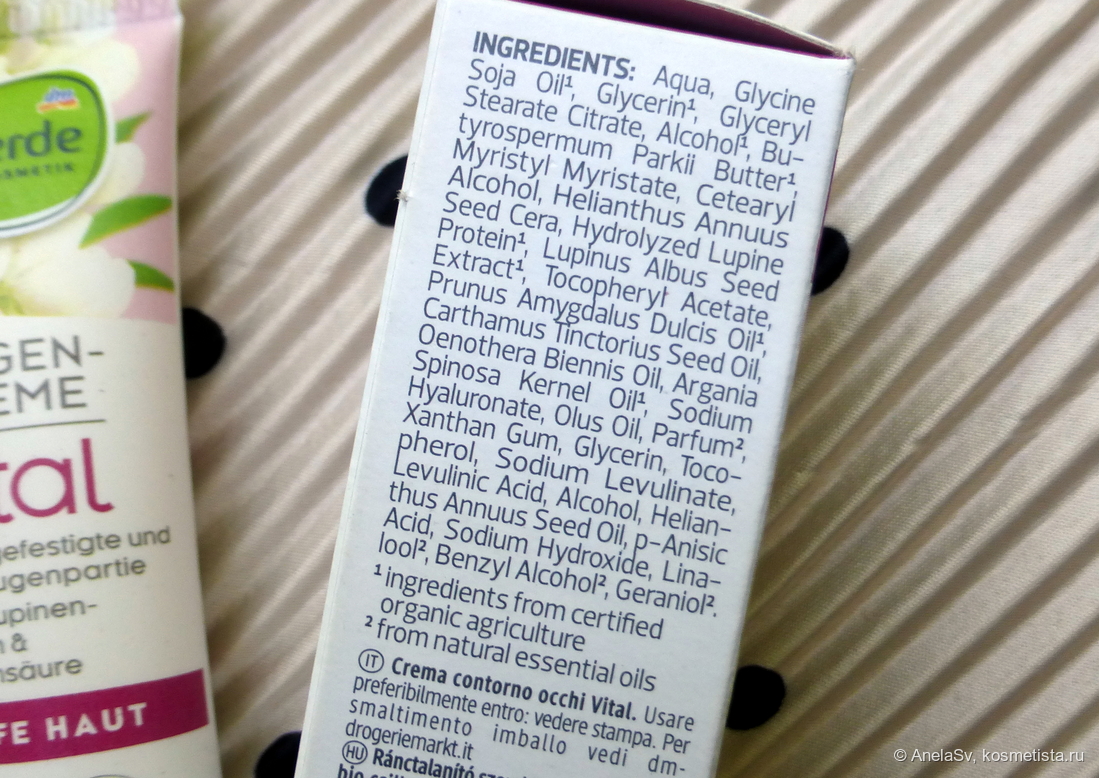 dm
erde
OSMETIK
GEN-
EME
tal
gefestigte und
ugenpartie
upinen-
&
nsäure
FE HAUT
INGREDIENTS: Aqua, Glycine
Soja Oil¹, Glycerin¹, Glyceryl
Stearate Citrate, Alcohol¹, Bu-
tyrospermum Parkii Butter¹,
Myristyl Myristate, Cetearyl
Alcohol, Helianthus Annuus
Seed Cera, Hydrolyzed Lupine
Protein¹, Lupinus Albus Seed
Extract¹, Tocopheryl Acetate,
Prunus Amygdalus Dulcis Oil¹,
Carthamus Tinctorius Seed Oil,
Oenothera Biennis Oil, Argania
Spinosa Kernel Oil¹, Sodium
Hyaluronate, Olus Oil, Parfum²,
Xanthan Gum, Glycerin, Toco-
pherol, Sodium Levulinate,
Levulinic Acid, Alcohol, Helian-
thus Annuus Seed Oil, p-Anisic
Acid, Sodium Hydroxide, Lina-
lool², Benzyl Alcohol², Geraniol².
¹ ingredients from certified
organic agriculture
² from natural essential oils
IT Crema contorno occhi Vital. Usare
preferibilmente entro: vedere stampa. Per
smaltimento imballo vedi dm-
drogeriemarkt.it
HU Ránctalanító
© AnelaSv, kosmetista.ru